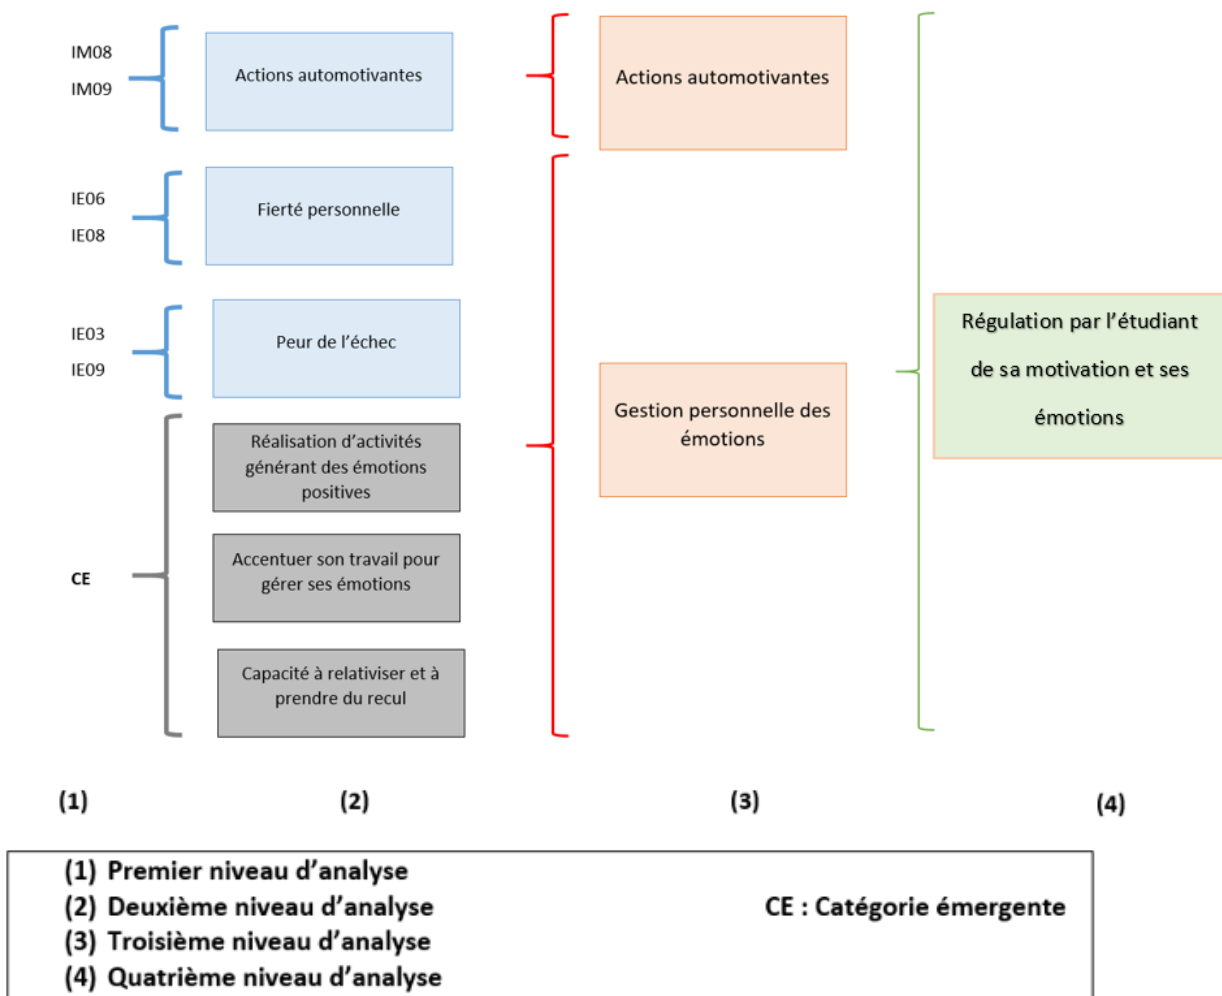 IM08
IM09
Actions automotivantes
Actions automotivantes
IE06
IE08
Fierté personnelle
IE03
IE09
Peur de l’échec
Régulation par l’étudiant
de sa motivation et ses
émotions
Gestion personnelle des
émotions
Réalisation d’activités
générant des émotions
positives
CE
Accentuer son travail pour
gérer ses émotions
Capacité à relativiser et à
prendre du recul
(1)
(2)
(3)
(4)
(1) Premier niveau d’analyse
(2) Deuxième niveau d’analyse
CE : Catégorie émergente
(3) Troisième niveau d’analyse
(4) Quatrième niveau d’analyse